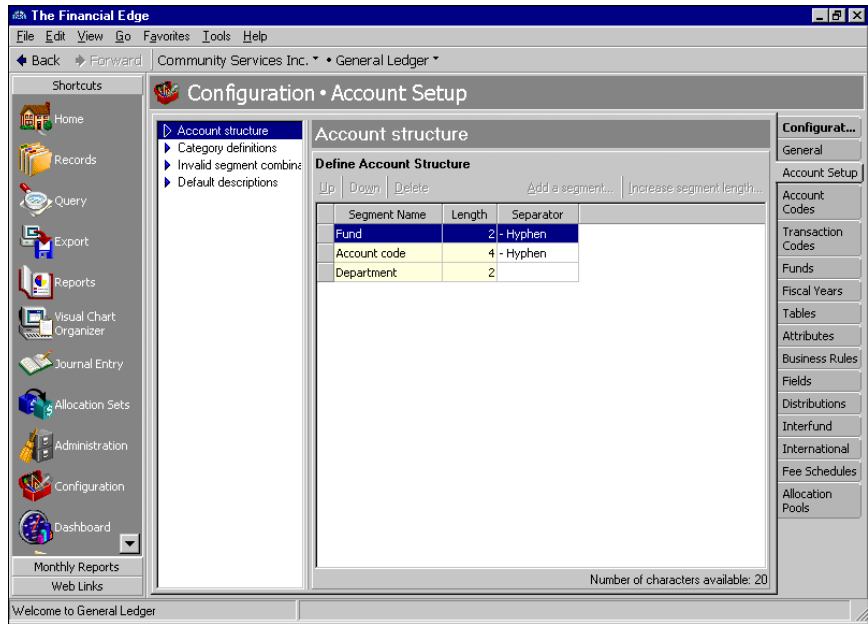 The Financial Edge
File Edit View Go Favorites Tools Help
Back Forward Community Services Inc. • General Ledger
Shortcuts
Home
Records
Query
Export
Reports
Visual Chart
Organizer
Journal Entry
Allocation Sets
Administration
Configuration
Dashboard
Monthly Reports
Web Links
Configuration • Account Setup
Account structure
Category definitions
Invalid segment combina
Default descriptions
Account structure
Define Account Structure
Up Down Delete Add a segment... Increase segment length...
Segment Name Length Separator
Fund 2 - Hyphen
Account code 4 - Hyphen
Department 2
Number of characters available: 20
Configurat...
General
Account Setup
Account
Codes
Transaction
Codes
Funds
Fiscal Years
Tables
Attributes
Business Rules
Fields
Distributions
Interfund
International
Fee Schedules
Allocation
Pools
Welcome to General Ledger